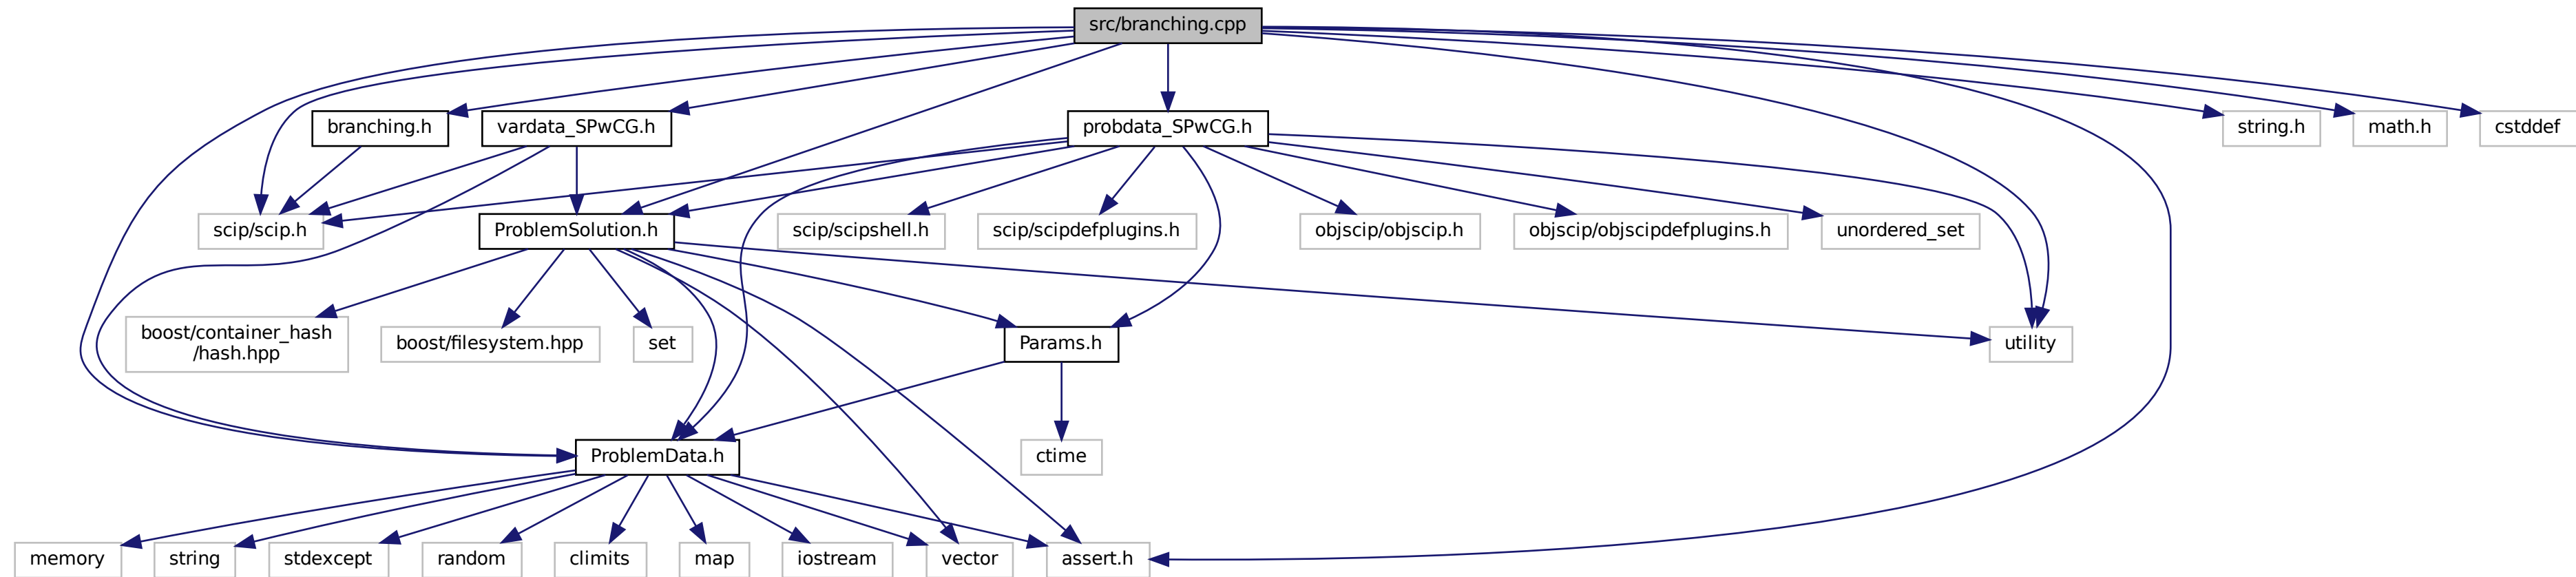 src/branching.cpp
branching.h
vardata_SPwCG.h
probdata_SPwCG.h
string.h
math.h
cstddef
scip/scip.h
ProblemSolution.h
scip/scipshell.h
scip/scipdefplugins.h
objscip/objscip.h
objscip/objscipdefplugins.h
unordered_set
boost/container_hash
/hash.hpp
boost/filesystem.hpp
set
Params.h
utility
ProblemData.h
ctime
memory
string
stdexcept
random
climits
map
iostream
vector
assert.h